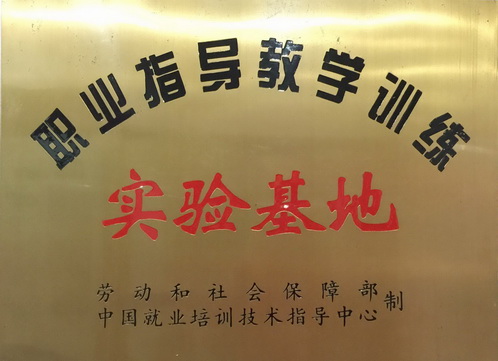 职业指导教学训练
实验基地
劳动和社会保障部
中国就业培训技术指导中心制